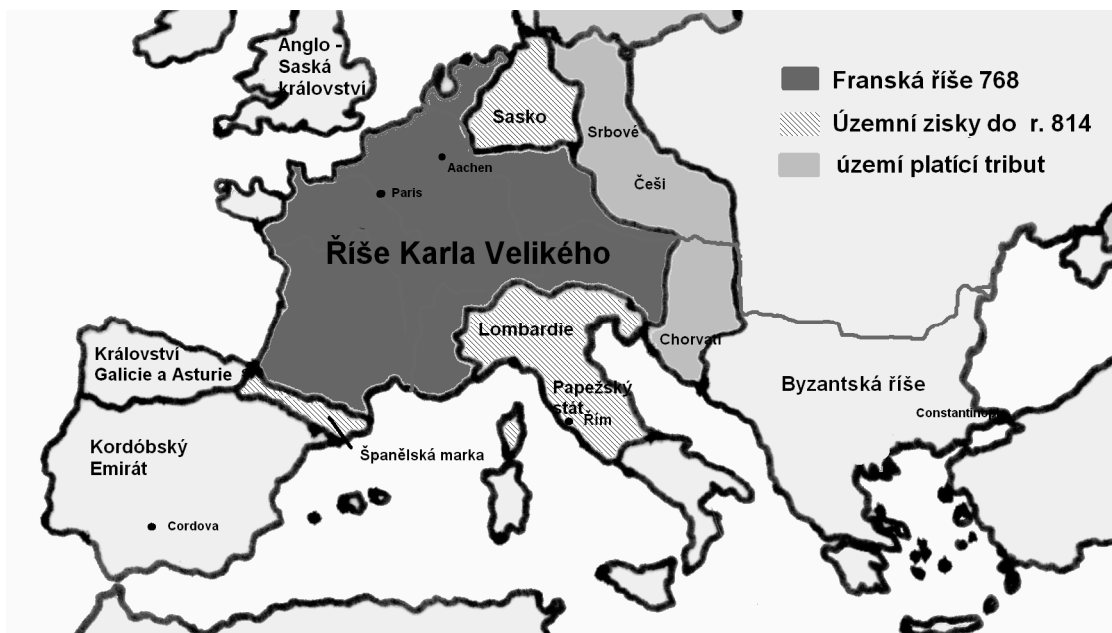 Anglo -
Saská
království
Franská říše 768
Územní zisky do r. 814
území platící tribut
Sasko
Srbové
Češi
Aachen
Paris
Říše Karla Velikého
Lombardie
Chorvati
Království
Galicie a Asturie
Papežský
stát
Řím
Byzantská říše
Constantinopl
Kordóbský
Emirát
Španělská marka
Cordova